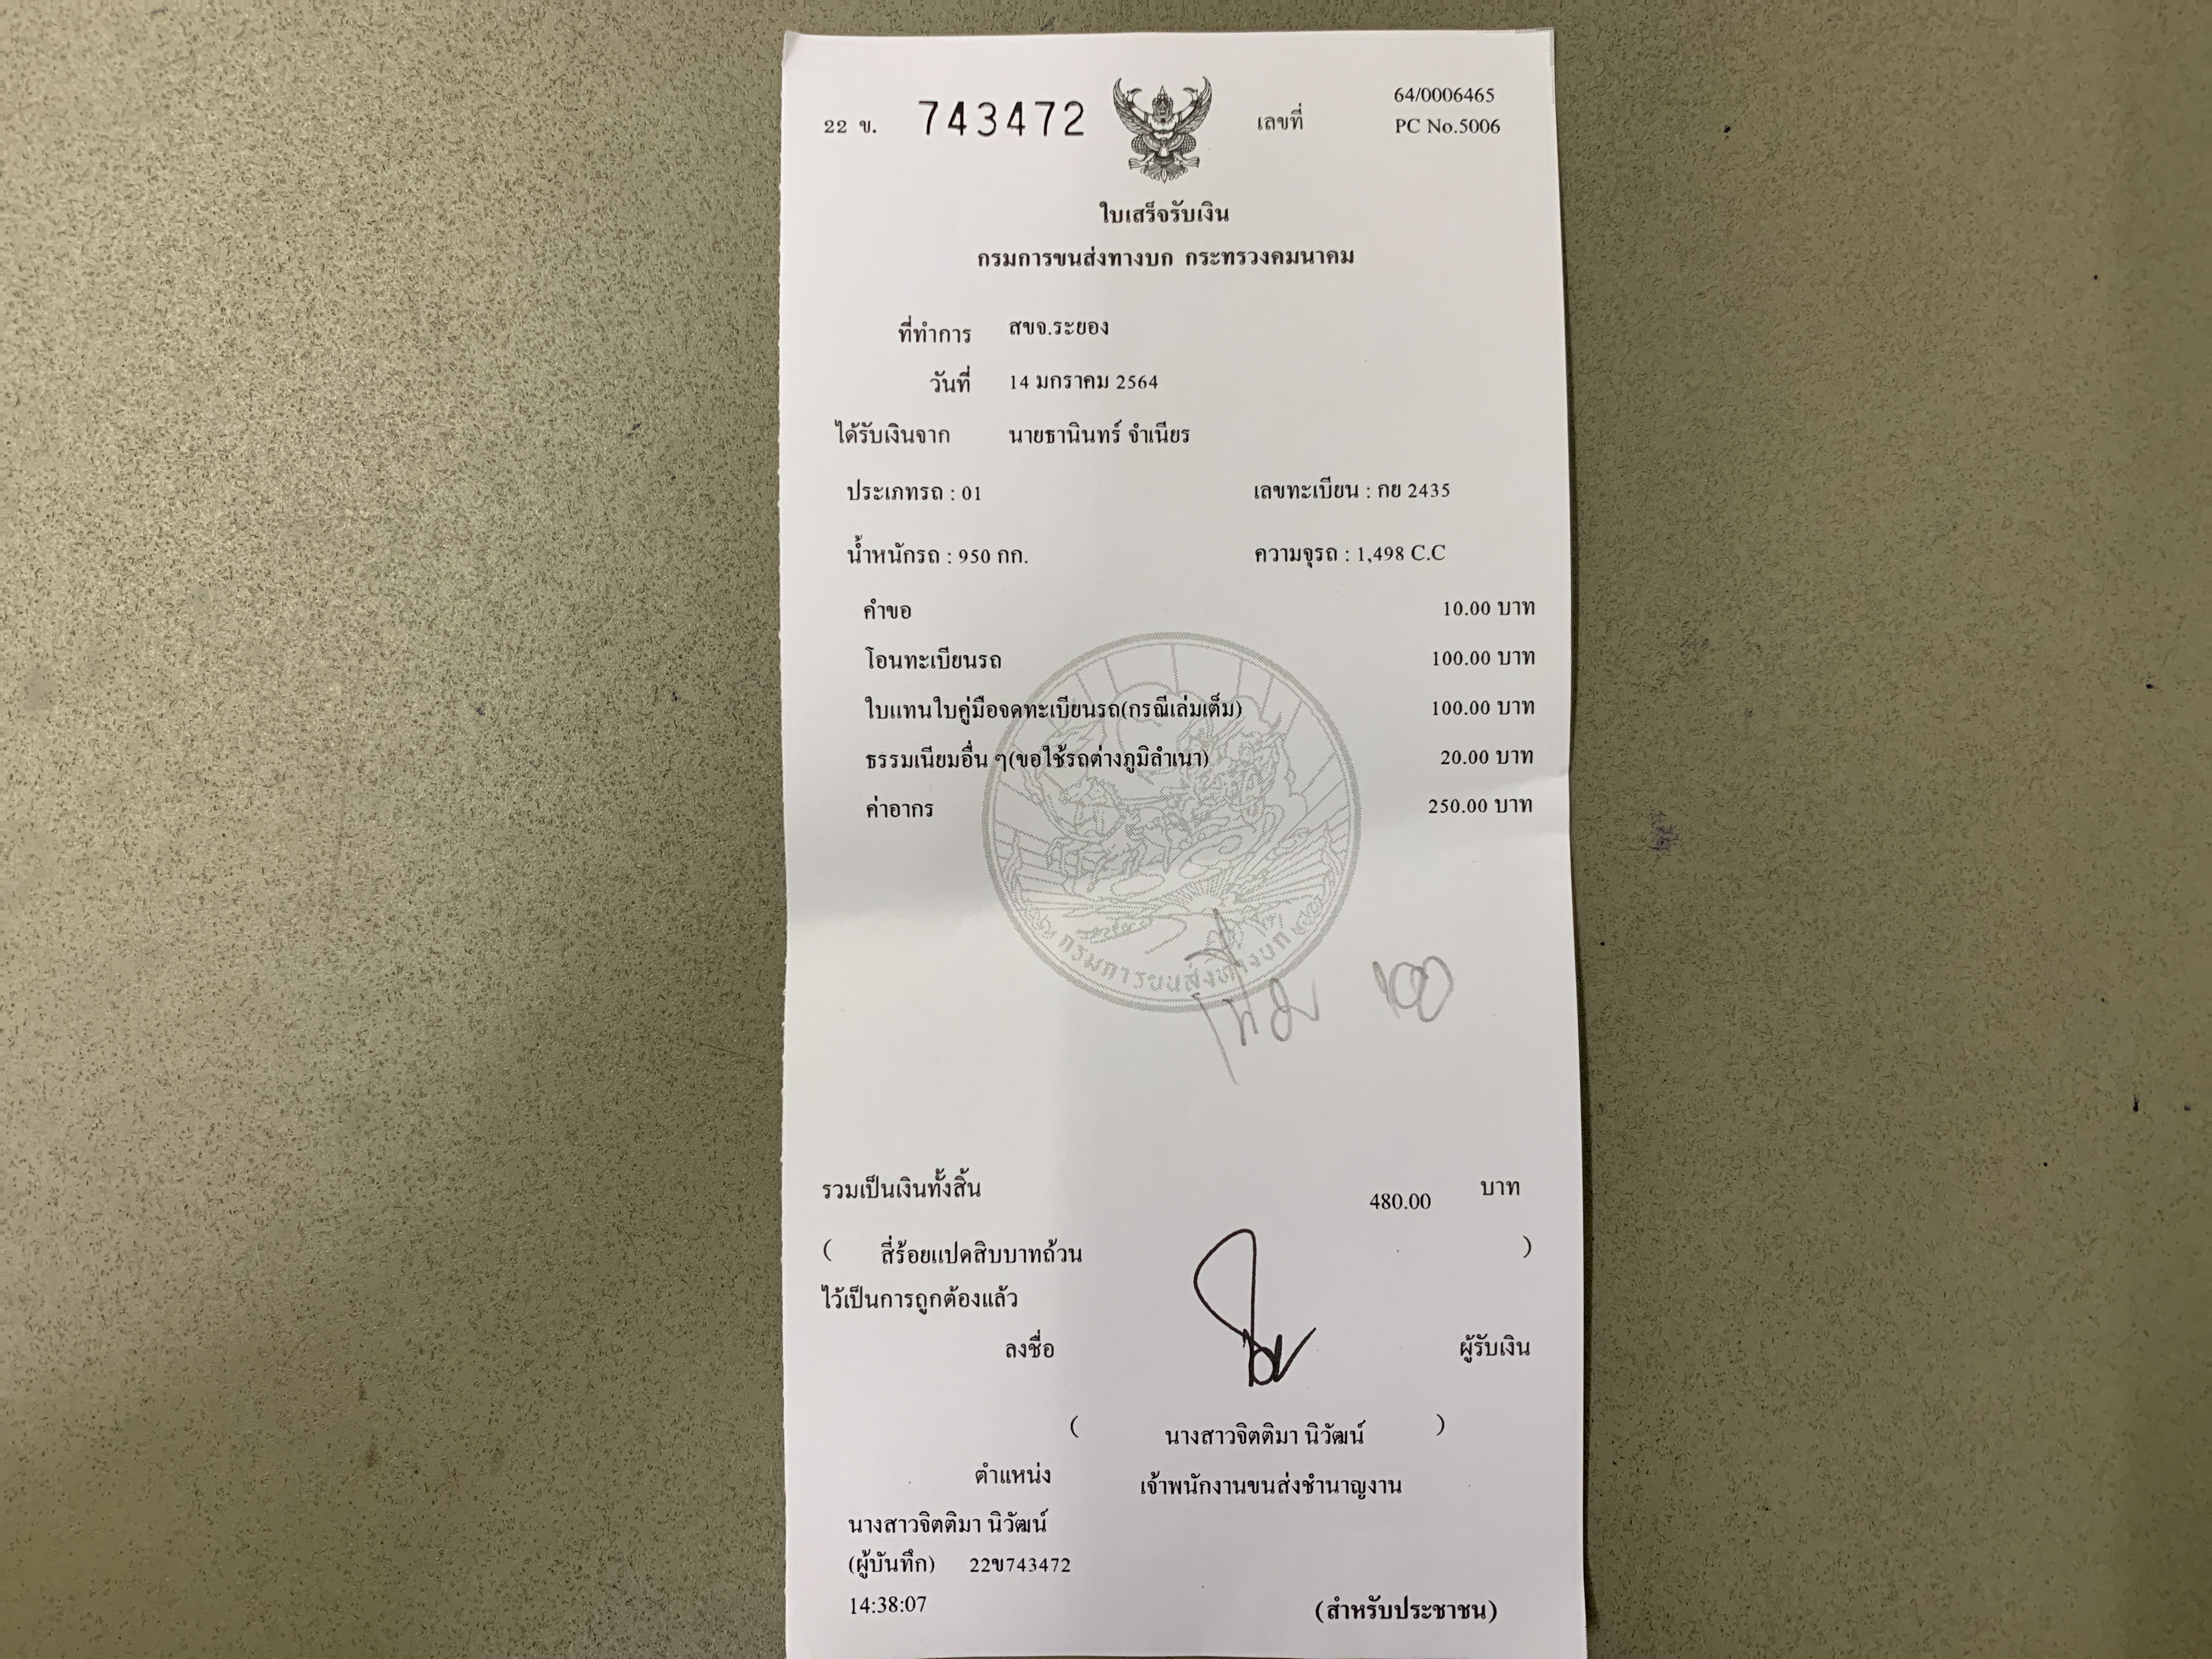 22 ข. 743472 เลขที่ 64/0006465
PC No.5006
ใบเสร็จรับเงิน
กรมการขนส่งทางบก กระทรวงคมนาคม
ที่ทำการ สขจ.ระยอง
วันที่ 14 มกราคม 2564
ได้รับเงินจาก นายธานินทร์ จำเนียร
ประเภทรถ : 01 เลขทะเบียน : กย 2435
น้ำหนักรถ : 950 กก. ความจุรถ : 1,498 C.C
คำขอ 10.00 บาท
โอนทะเบียนรถ 100.00 บาท
ใบแทนใบคู่มือจดทะเบียนรถ(กรณีเล่มเต็ม) 100.00 บาท
ธรรมเนียมอื่น ๆ(ขอใช้รถต่างภูมิลำเนา) 20.00 บาท
ค่าอากร 250.00 บาท
กรมการขนส่งทางบก
รวมเป็นเงินทั้งสิ้น 480.00 บาท
( สี่ร้อยแปดสิบบาทถ้วน )
ไว้เป็นการถูกต้องแล้ว
ลงชื่อ ผู้รับเงิน
( นางสาวจิตติมา นิวัฒน์ )
ตำแหน่ง เจ้าพนักงานขนส่งชำนาญงาน
นางสาวจิตติมา นิวัฒน์
(ผู้บันทึก) 22ข743472
14:38:07 (สำหรับประชาชน)